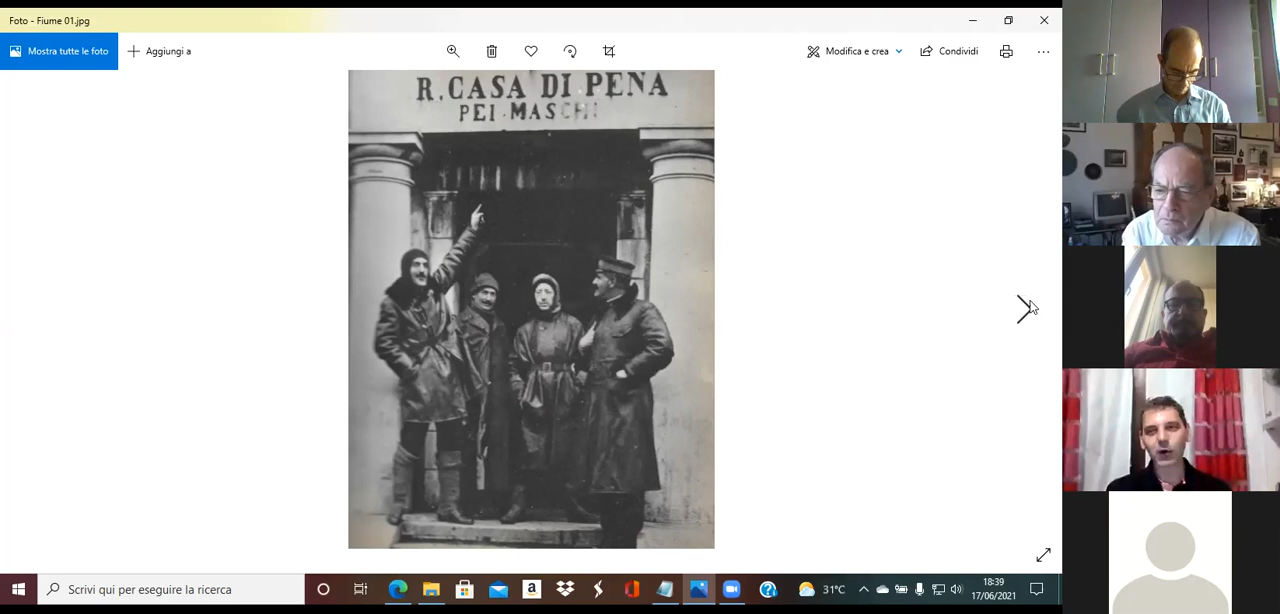 Foto - Fiume 01.jpg
Mostra tutte le foto
Aggiungi a
Modifica e crea
Condividi
R. CASA DI PENA
PEI MASCHI
Scrivi qui per eseguire la ricerca
31°C
18:39
17/06/2021